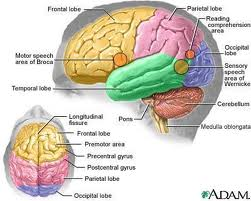 Frontal lobe
Parietal lobe
Reading
comprehension
area
Motor speech
area of Broca
Occipital
lobe
Sensory
speech
area of
Wernicke
Temporal lobe
Cerebellum
Pons
Medulla oblongata
Longitudinal
fissure
Frontal lobe
Premotor area
Precentral gyrus
Postcentral gyrus
Parietal lobe
Occipital lobe
ADAM